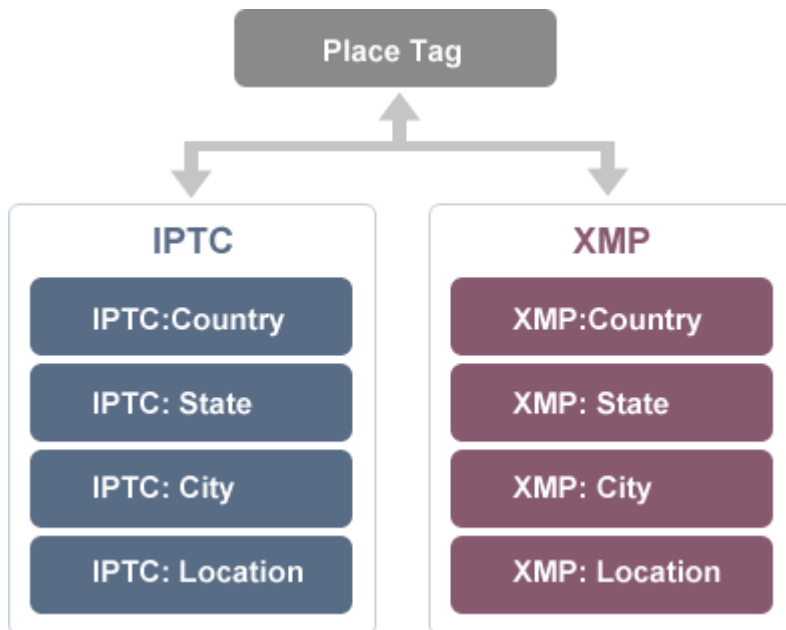 Place Tag
IPTC
IPTC:Country
IPTC: State
IPTC: City
IPTC: Location
XMP
XMP:Country
XMP: State
XMP: City
XMP: Location